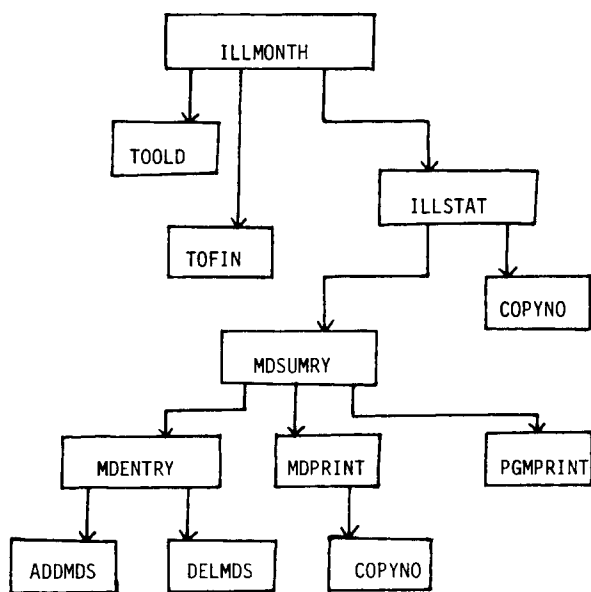 ILLMONTH
TOOLD
ILLSTAT
TOFIN
COPYNO
MDSUMRY
MDENTRY
MDPRINT
PGMPRINT
ADDMDS
DELMDS
COPYNO